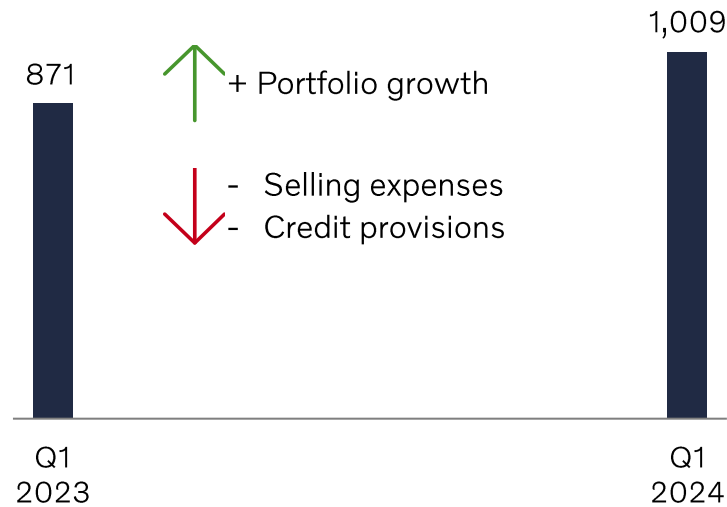 1,009
871
+ Portfolio growth
- Selling expenses
- Credit provisions
Q1
2023
Q1
2024